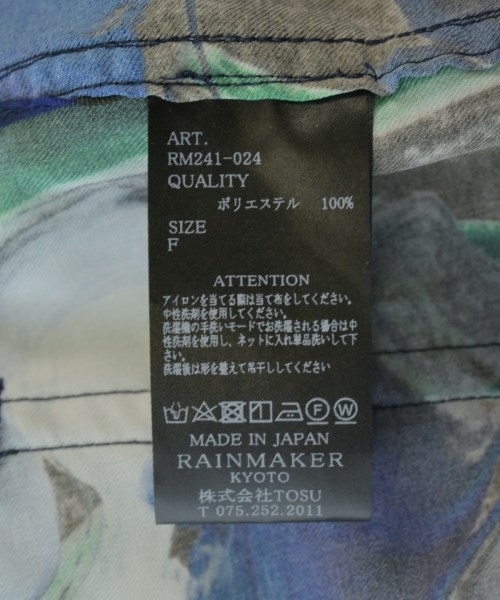 ART.
RM241-024
QUALITY
ポリエステル 100%
SIZE
F
ATTENTION
アイロンを当てる際は当て布をしてください。
中性洗剤を使用してください。
洗濯機の手洗いモードでお洗濯される場合は中
性洗剤を使用し、ネットに入れ単品洗いして下
さい。
洗濯後は形を整えて吊干ししてください
MADE IN JAPAN
RAINMAKER
KYOTO
株式会社TOSU
T 075.252.2011